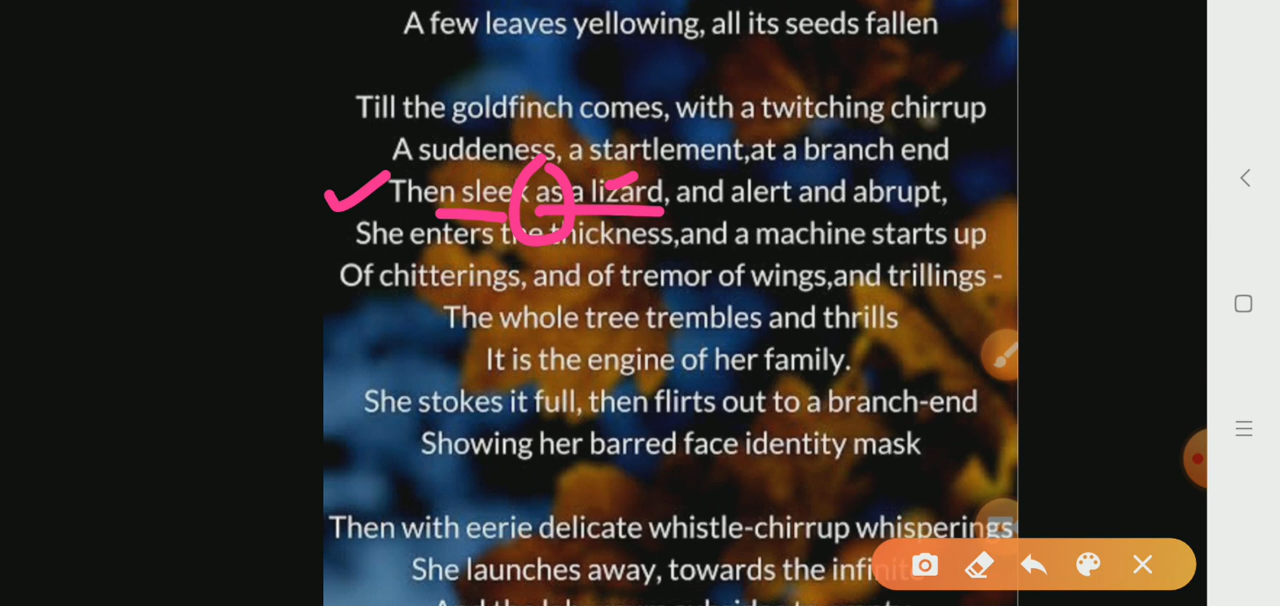 A few leaves yellowing, all its seeds fallen
Till the goldfinch comes, with a twitching chirrup
A suddeness, a startlement,at a branch end
Then sleek as a lizard, and alert and abrupt,
She enters the thickness,and a machine starts up
Of chitterings, and of tremor of wings,and trillings -
The whole tree trembles and thrills
It is the engine of her family.
She stokes it full, then flirts out to a branch-end
Showing her barred face identity mask
Then with eerie delicate whistle-chirrup whisperings
She launches away, towards the infinite